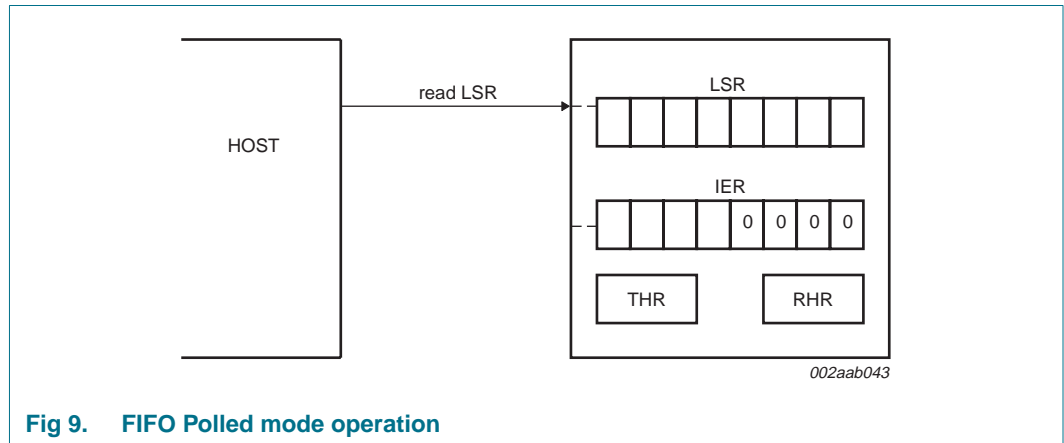 read LSR
LSR
HOST
IER
0 0 0 0
THR RHR
002aab043
Fig 9. FIFO Polled mode operation